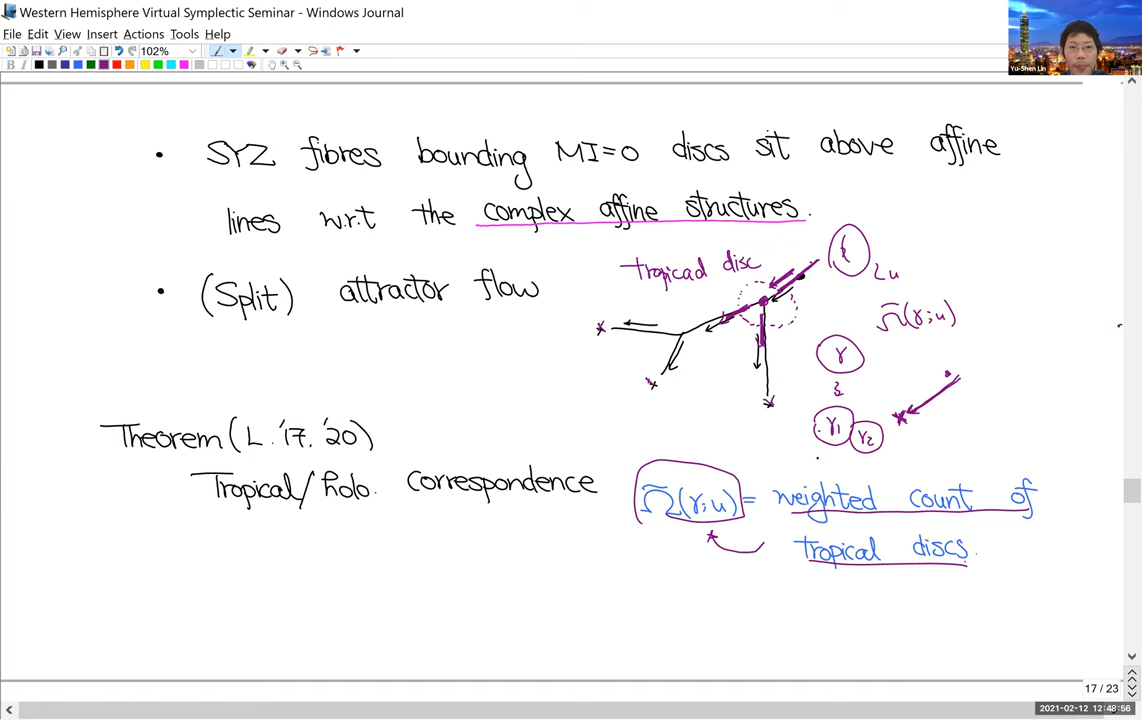 Western Hemisphere Virtual Symplectic Seminar - Windows Journal
File Edit View Insert Actions Tools Help
102%
Yu-Shen Lin
• SYZ fibres bounding MI=0 discs sit above affine
lines w.r.t the complex affine structures.
tropicad disc
Lu
• (Split) attractor flow
Ω̃(γ;u)
γ
γ1 γ2
Theorem (L. '17, '20)
Tropical/holo. correspondence Ω̃(γ;u) = weighted count of
tropical discs.
17 / 23
2021-02-12 12:48:56